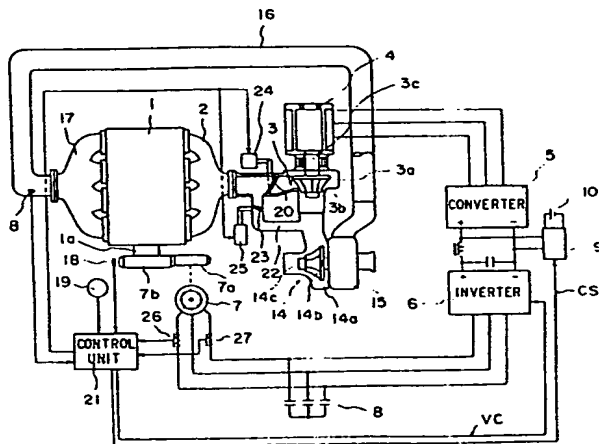 16
4
3c
1
2
17
24
3
3a
5
3b
CONVERTER
10
20
8
1a
23
9
25
22
+
-
18
7a
14c
15
19
7b
7
14
14b
14a
6
+
-
INVERTER
CS
26
27
CONTROL
UNIT
21
8
VC